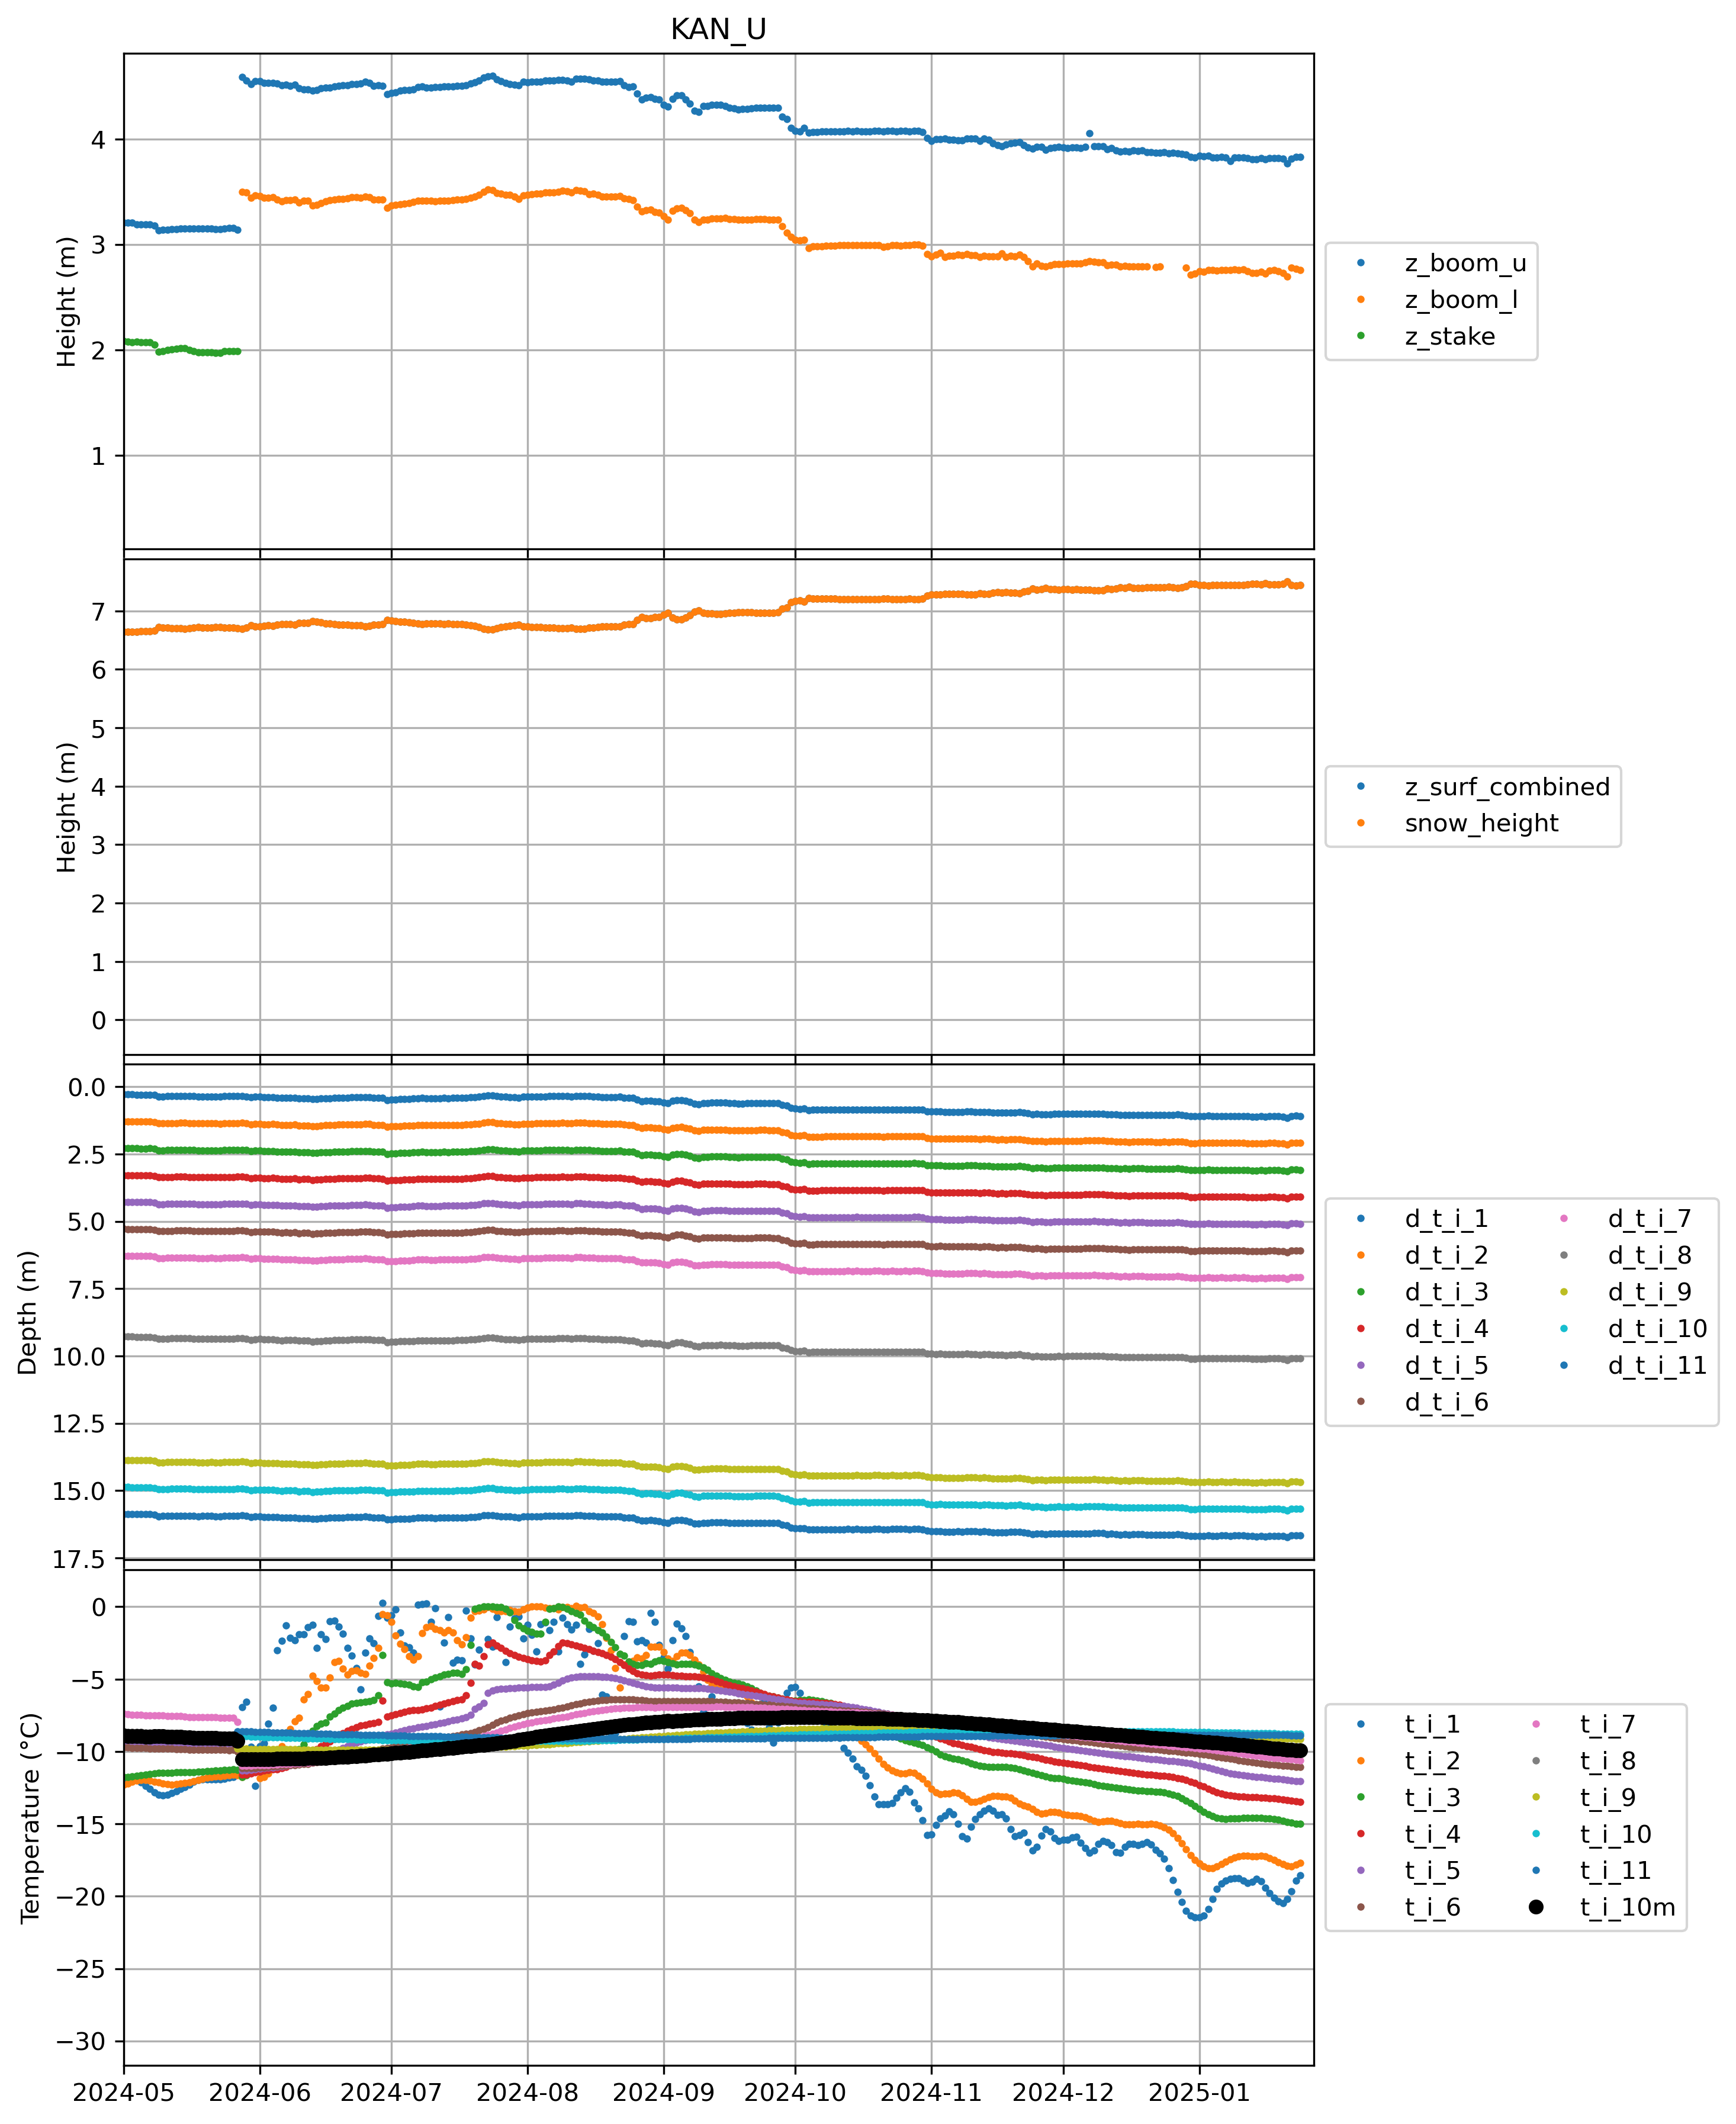 KAN_U
4
3
2
1
Height (m)
z_boom_u
z_boom_l
z_stake
7
6
5
4
3
2
1
0
Height (m)
z_surf_combined
snow_height
0.0
2.5
5.0
7.5
10.0
12.5
15.0
17.5
Depth (m)
d_t_i_1 d_t_i_7
d_t_i_2 d_t_i_8
d_t_i_3 d_t_i_9
d_t_i_4 d_t_i_10
d_t_i_5 d_t_i_11
d_t_i_6
0
−5
−10
−15
−20
−25
−30
Temperature (°C)
t_i_1 t_i_7
t_i_2 t_i_8
t_i_3 t_i_9
t_i_4 t_i_10
t_i_5 t_i_11
t_i_6 t_i_10m
2024-05 2024-06 2024-07 2024-08 2024-09 2024-10 2024-11 2024-12 2025-01